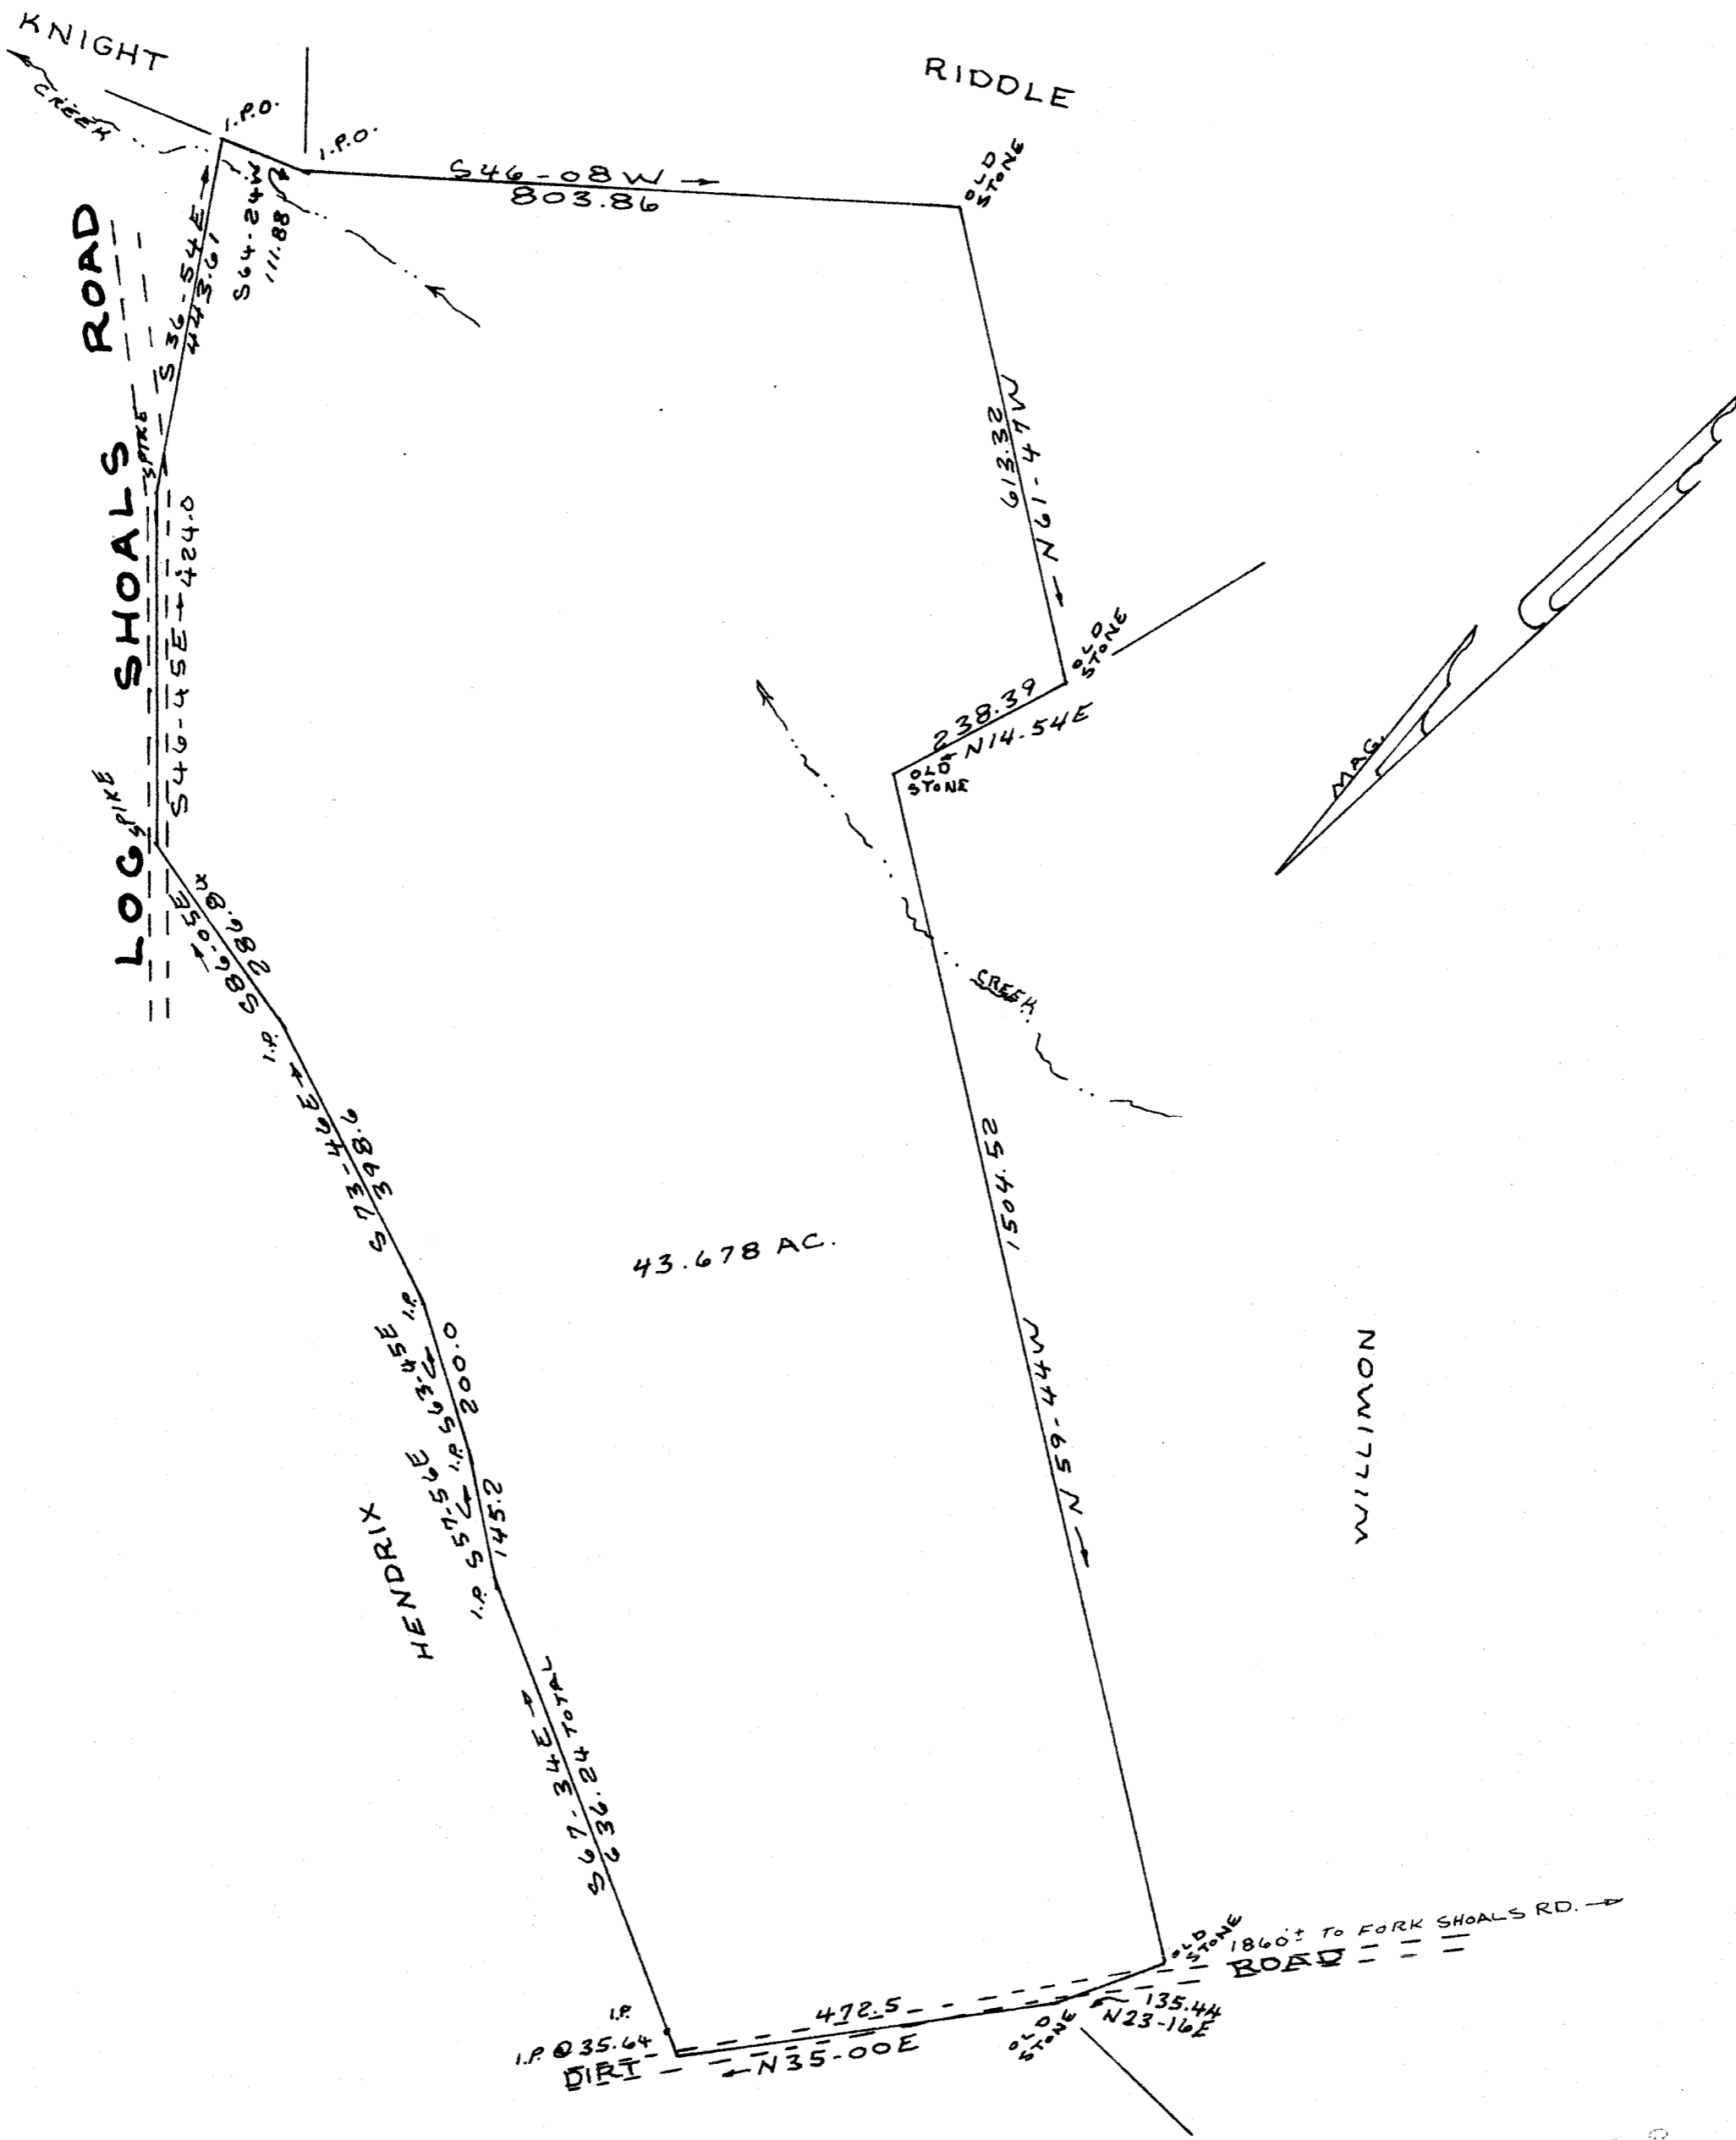 KNIGHT
RIDDLE
CREEK
I.P.O.
I.P.O.
S46-08W
803.86
OLD
STONE
S64-24W
111.88
S36-54E
443.61
LOG SHOALS ROAD
SPIKE
S46-45E
424.0
SPIKE
613.32
N61-47W
OLD
STONE
238.39
N14.54E
OLD
STONE
MAG.
S86-05E
I.P.
CREEK
S73-46E
398.6
1504.52
N59-44W
43.678 AC.
I.P.
S63-45E
200.0
I.P.
S57-56E
145.2
I.P.
HENDRIX
WILLIMON
S67-34E
636.24 TOTAL
OLD
STONE
1860± TO FORK SHOALS RD.
ROAD
135.44
N23-16E
OLD
STONE
472.5
N35-00E
I.P.
I.P. @ 35.64
DIRT